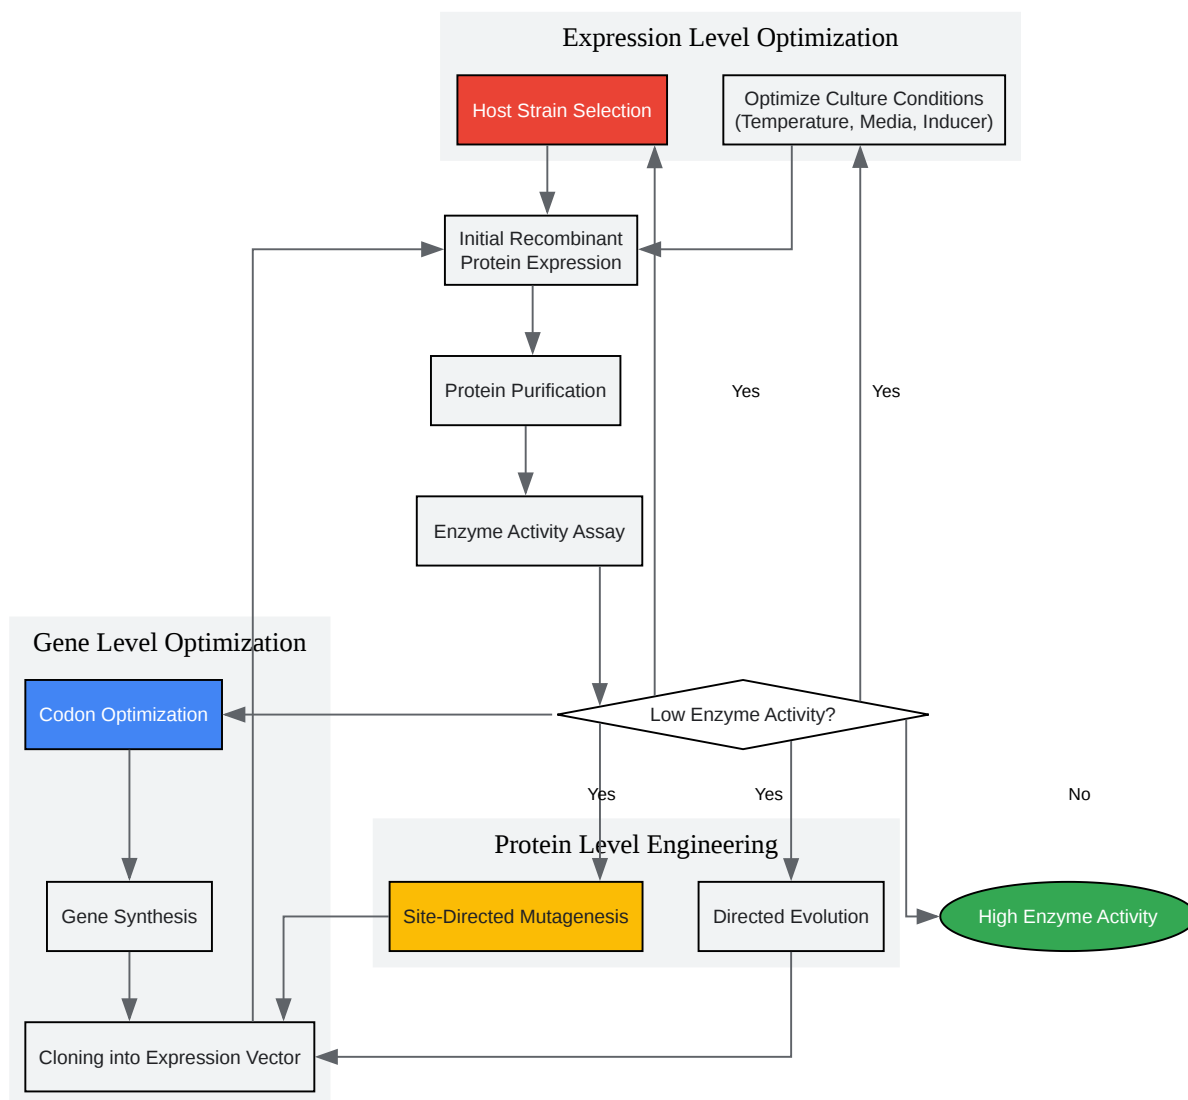 Expression Level Optimization
Host Strain Selection
Optimize Culture Conditions
(Temperature, Media, Inducer)
Initial Recombinant
Protein Expression
Protein Purification
Yes
Yes
Enzyme Activity Assay
Gene Level Optimization
Codon Optimization
Low Enzyme Activity?
Yes
Yes
No
Protein Level Engineering
Gene Synthesis
Site-Directed Mutagenesis
Directed Evolution
High Enzyme Activity
Cloning into Expression Vector